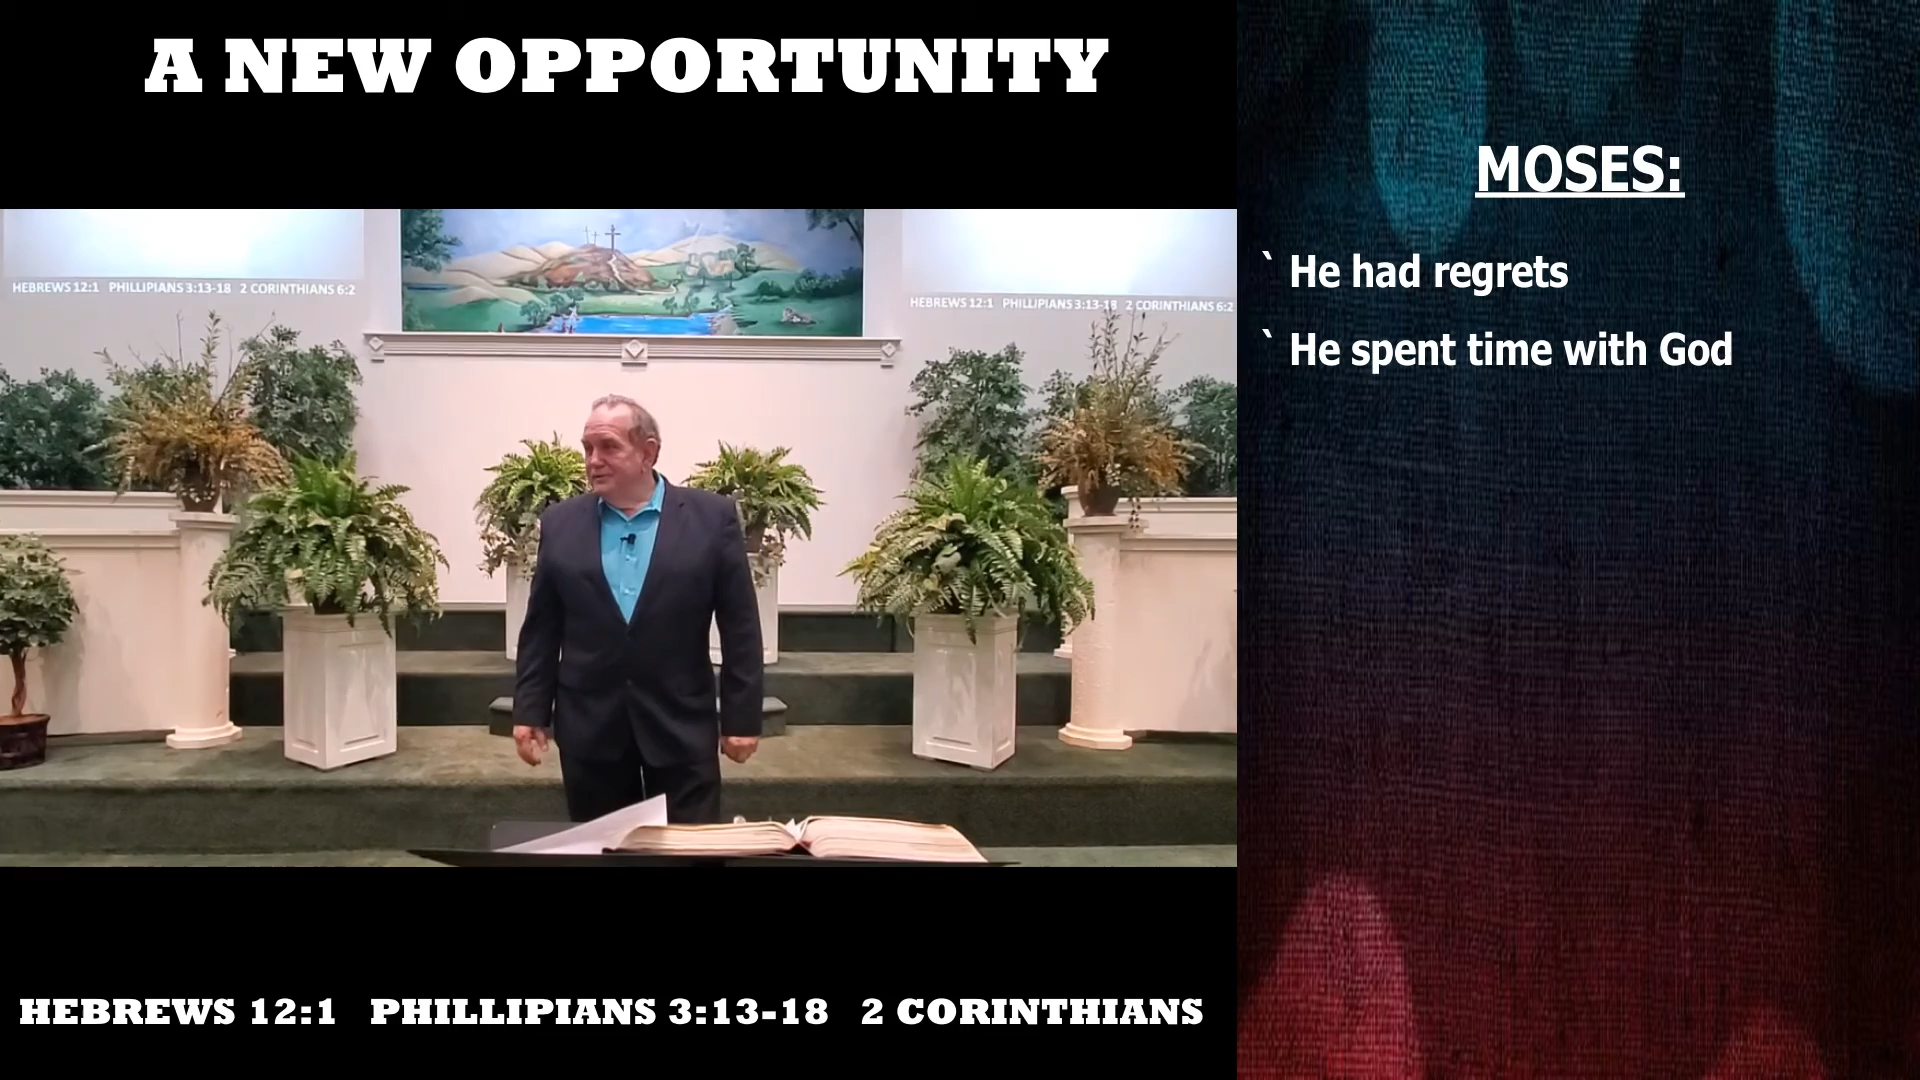 A NEW OPPORTUNITY
MOSES:
` He had regrets
` He spent time with God
HEBREWS 12:1 PHILLIPIANS 3:13-18 2 CORINTHIANS 6:2
HEBREWS 12:1 PHILLIPIANS 3:13-18 2 CORINTHIANS 6:2
HEBREWS 12:1 PHILLIPIANS 3:13-18 2 CORINTHIANS